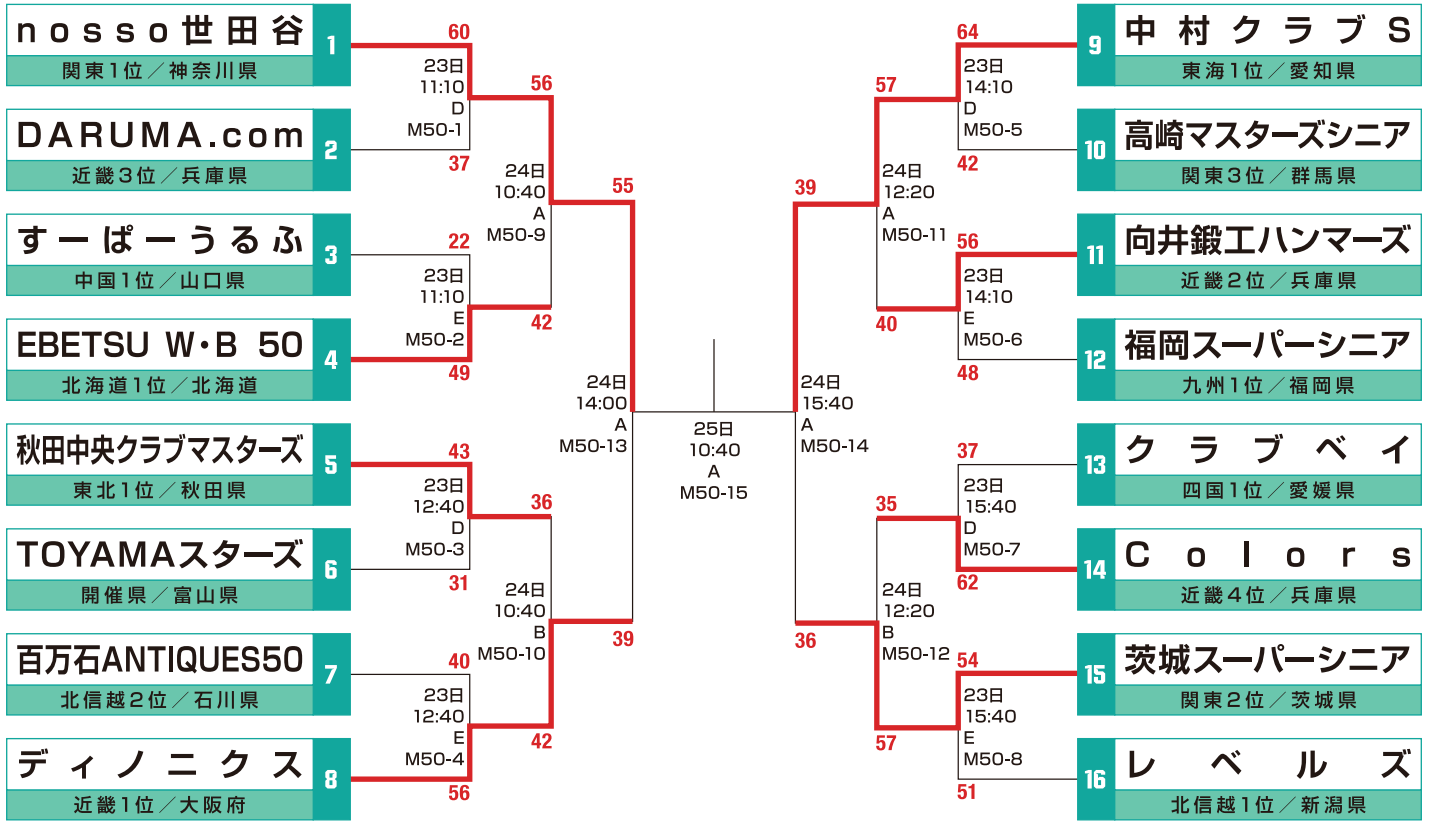 nosso世田谷
1
関東1位／神奈川県
DARUMA.com
2
近畿3位／兵庫県
すーぱーうるふ
3
中国1位／山口県
EBETSU W・B 50
4
北海道1位／北海道
秋田中央クラブマスターズ
5
東北1位／秋田県
TOYAMAスターズ
6
開催県／富山県
百万石ANTIQUES50
7
北信越2位／石川県
ディノニクス
8
近畿1位／大阪府
60
23日
11:10
D
M50-1
37
22
23日
11:10
E
M50-2
49
43
23日
12:40
D
M50-3
31
40
23日
12:40
E
M50-4
56
56
24日
10:40
A
M50-9
42
36
24日
10:40
B
M50-10
42
55
24日
14:00
A
M50-13
39
25日
10:40
A
M50-15
39
24日
15:40
A
M50-14
36
57
24日
12:20
A
M50-11
40
35
24日
12:20
B
M50-12
57
64
23日
14:10
D
M50-5
42
56
23日
14:10
E
M50-6
48
37
23日
15:40
D
M50-7
62
54
23日
15:40
E
M50-8
51
9
中村クラブS
東海1位／愛知県
10
高崎マスターズシニア
関東3位／群馬県
11
向井鍛工ハンマーズ
近畿2位／兵庫県
12
福岡スーパーシニア
九州1位／福岡県
13
クラブベイ
四国1位／愛媛県
14
Colors
近畿4位／兵庫県
15
茨城スーパーシニア
関東2位／茨城県
16
レベルズ
北信越1位／新潟県